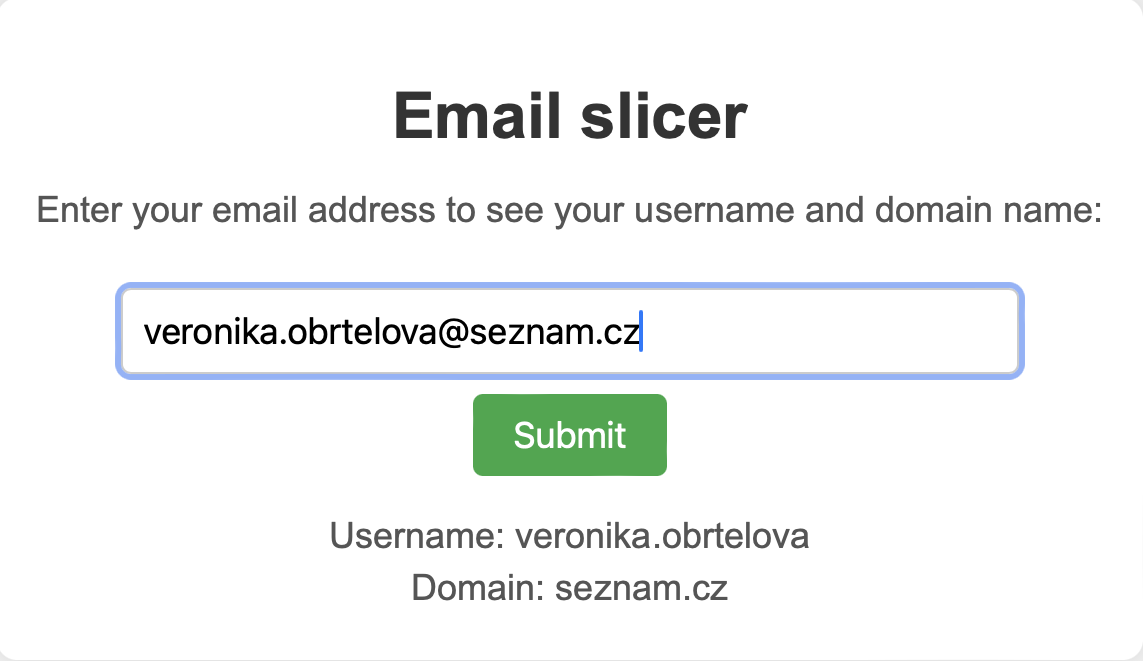 Email slicer
Enter your email address to see your username and domain name:
veronika.obrtelova@seznam.cz
Submit
Username: veronika.obrtelova
Domain: seznam.cz